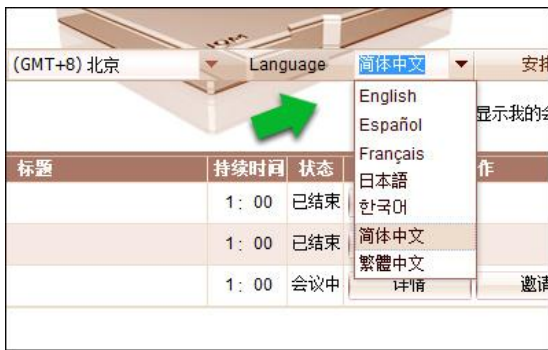 (GMT+8) 北京 Language 简体中文 安排
English
Español
显示我的会
Français
标题 持续时间 状态 作
日本語
한국어
1: 00 已结束
简体中文
1: 00 已结束
繁體中文
1: 00 会议中 详情 邀请